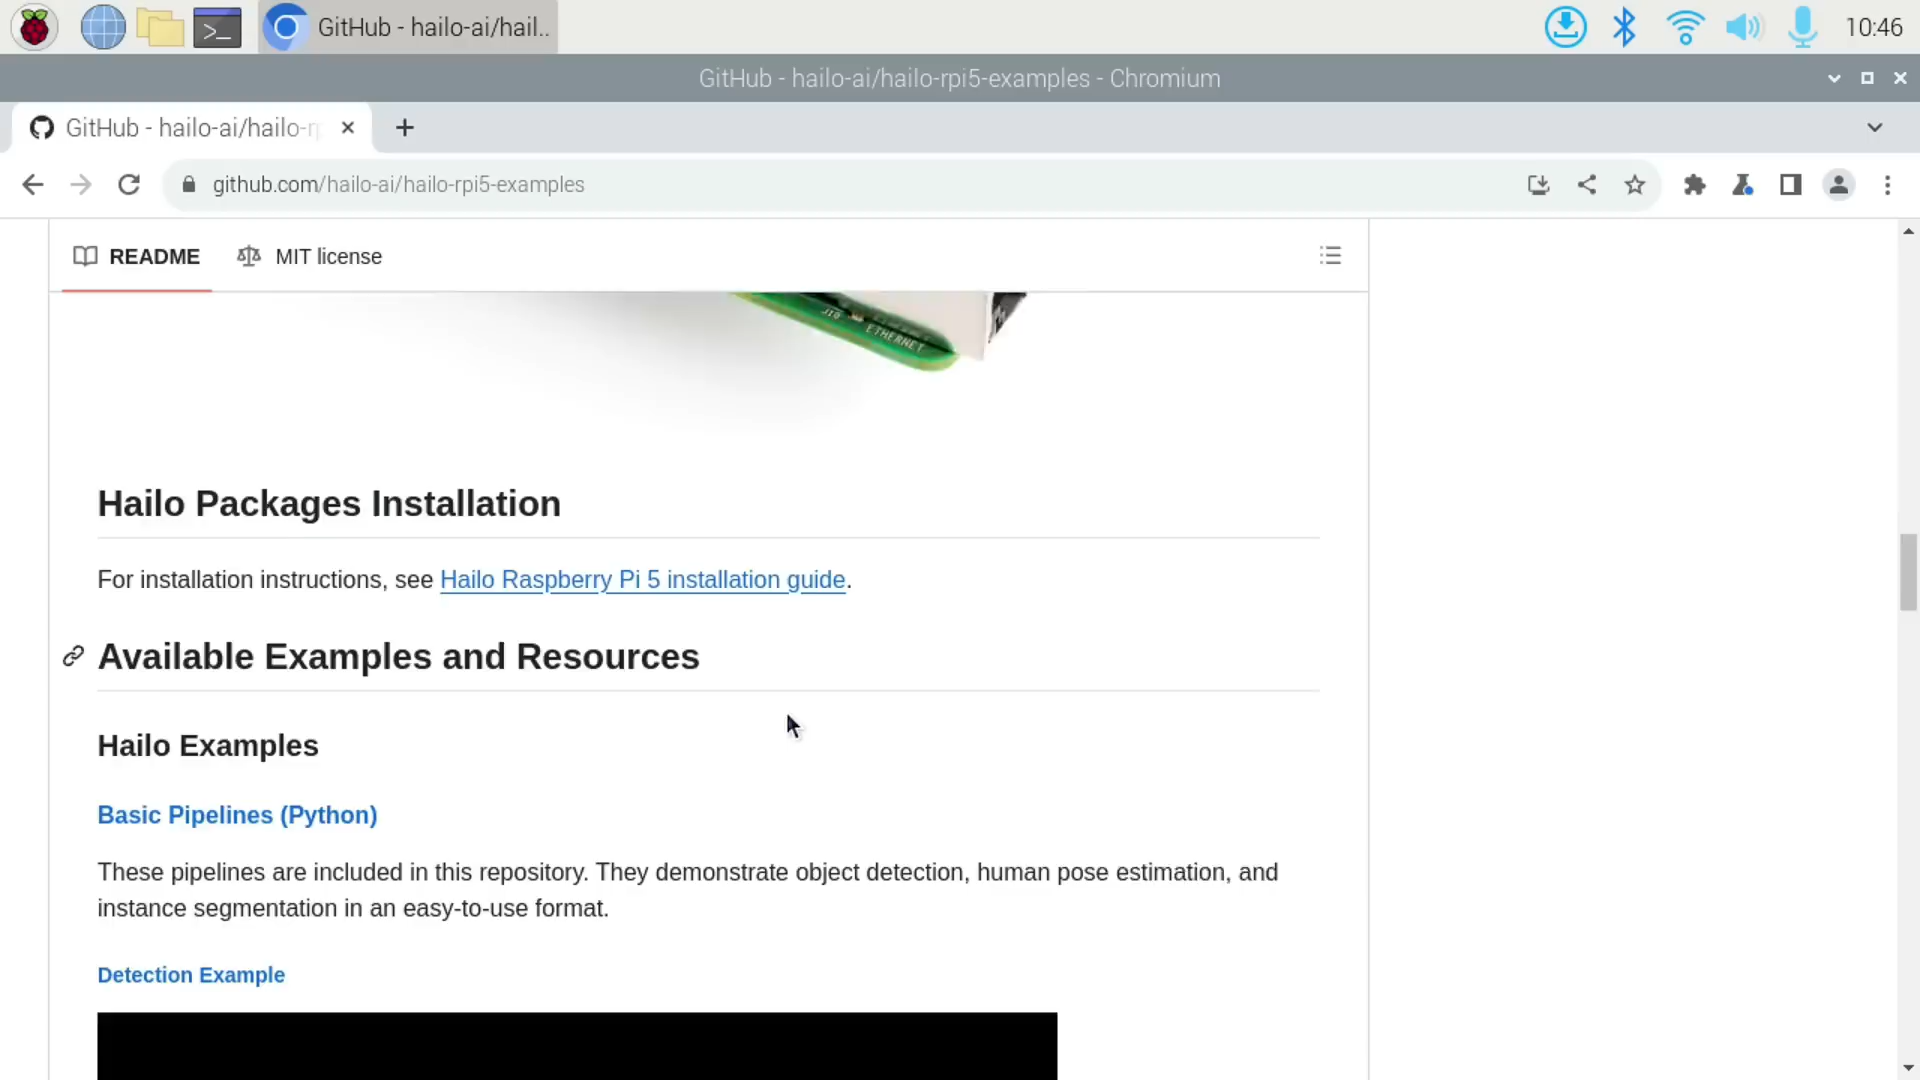 GitHub - hailo-ai/hail..
10:46
GitHub - hailo-ai/hailo-rpi5-examples - Chromium
GitHub - hailo-ai/hailo-r
github.com/hailo-ai/hailo-rpi5-examples
README
MIT license
J10
ETHERNET
Hailo Packages Installation
For installation instructions, see Hailo Raspberry Pi 5 installation guide.
Available Examples and Resources
Hailo Examples
Basic Pipelines (Python)
These pipelines are included in this repository. They demonstrate object detection, human pose estimation, and
instance segmentation in an easy-to-use format.
Detection Example